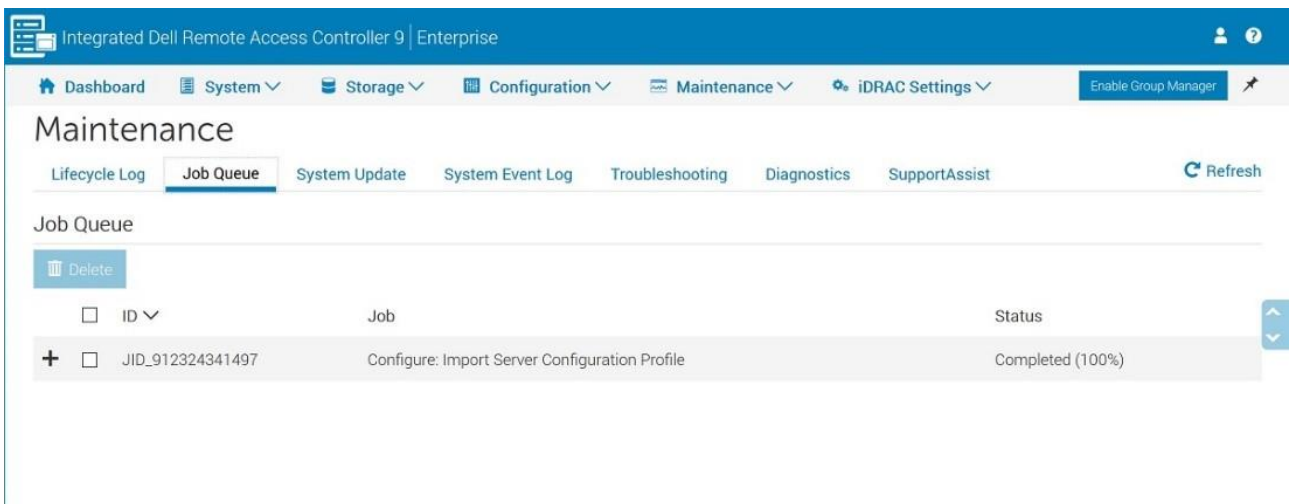 Integrated Dell Remote Access Controller 9 | Enterprise
Dashboard System Storage Configuration Maintenance iDRAC Settings Enable Group Manager
Maintenance
Lifecycle Log Job Queue System Update System Event Log Troubleshooting Diagnostics SupportAssist Refresh
Job Queue
Delete
ID Job Status
JID_912324341497 Configure: Import Server Configuration Profile Completed (100%)